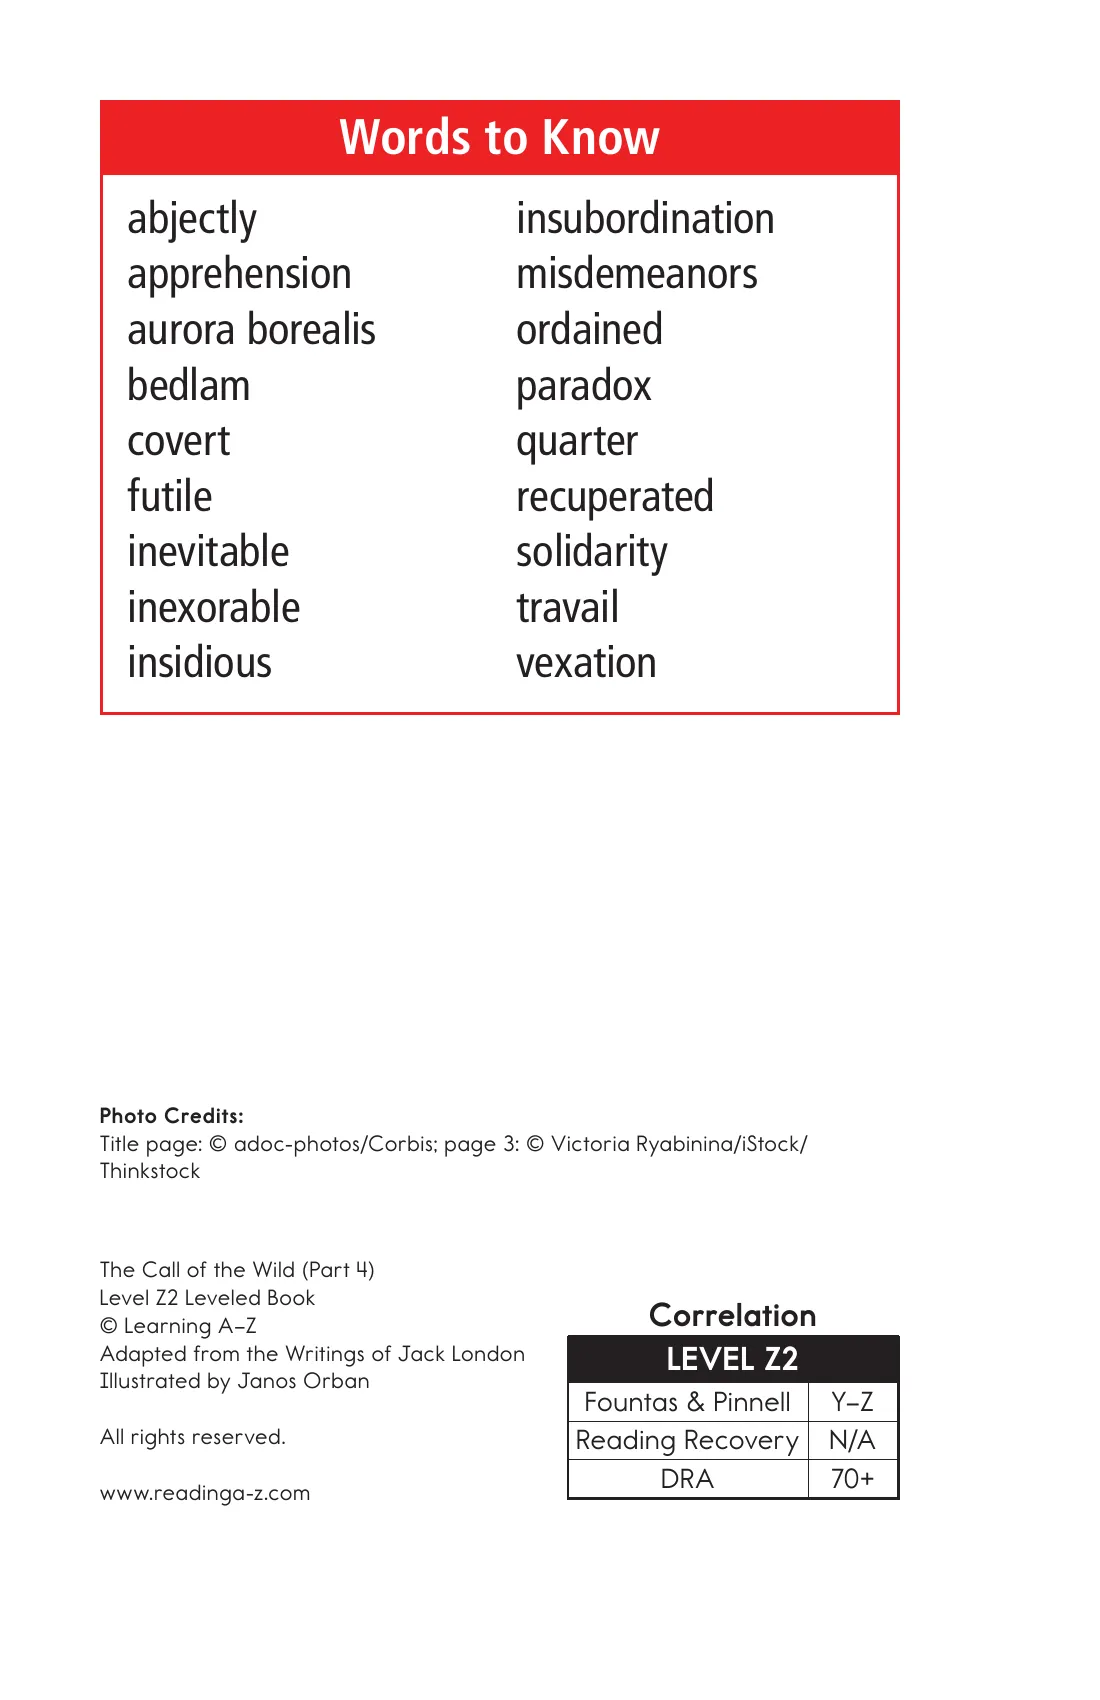 Words to Know
abjectly
apprehension
aurora borealis
bedlam
covert
futile
inevitable
inexorable
insidious
insubordination
misdemeanors
ordained
paradox
quarter
recuperated
solidarity
travail
vexation
Photo Credits:
Title page: © adoc-photos/Corbis; page 3: © Victoria Ryabinina/iStock/
Thinkstock
The Call of the Wild (Part 4)
Level Z2 Leveled Book
© Learning A–Z
Adapted from the Writings of Jack London
Illustrated by Janos Orban
All rights reserved.
www.readinga-z.com
Correlation
LEVEL Z2
Fountas & Pinnell Y–Z
Reading Recovery N/A
DRA 70+